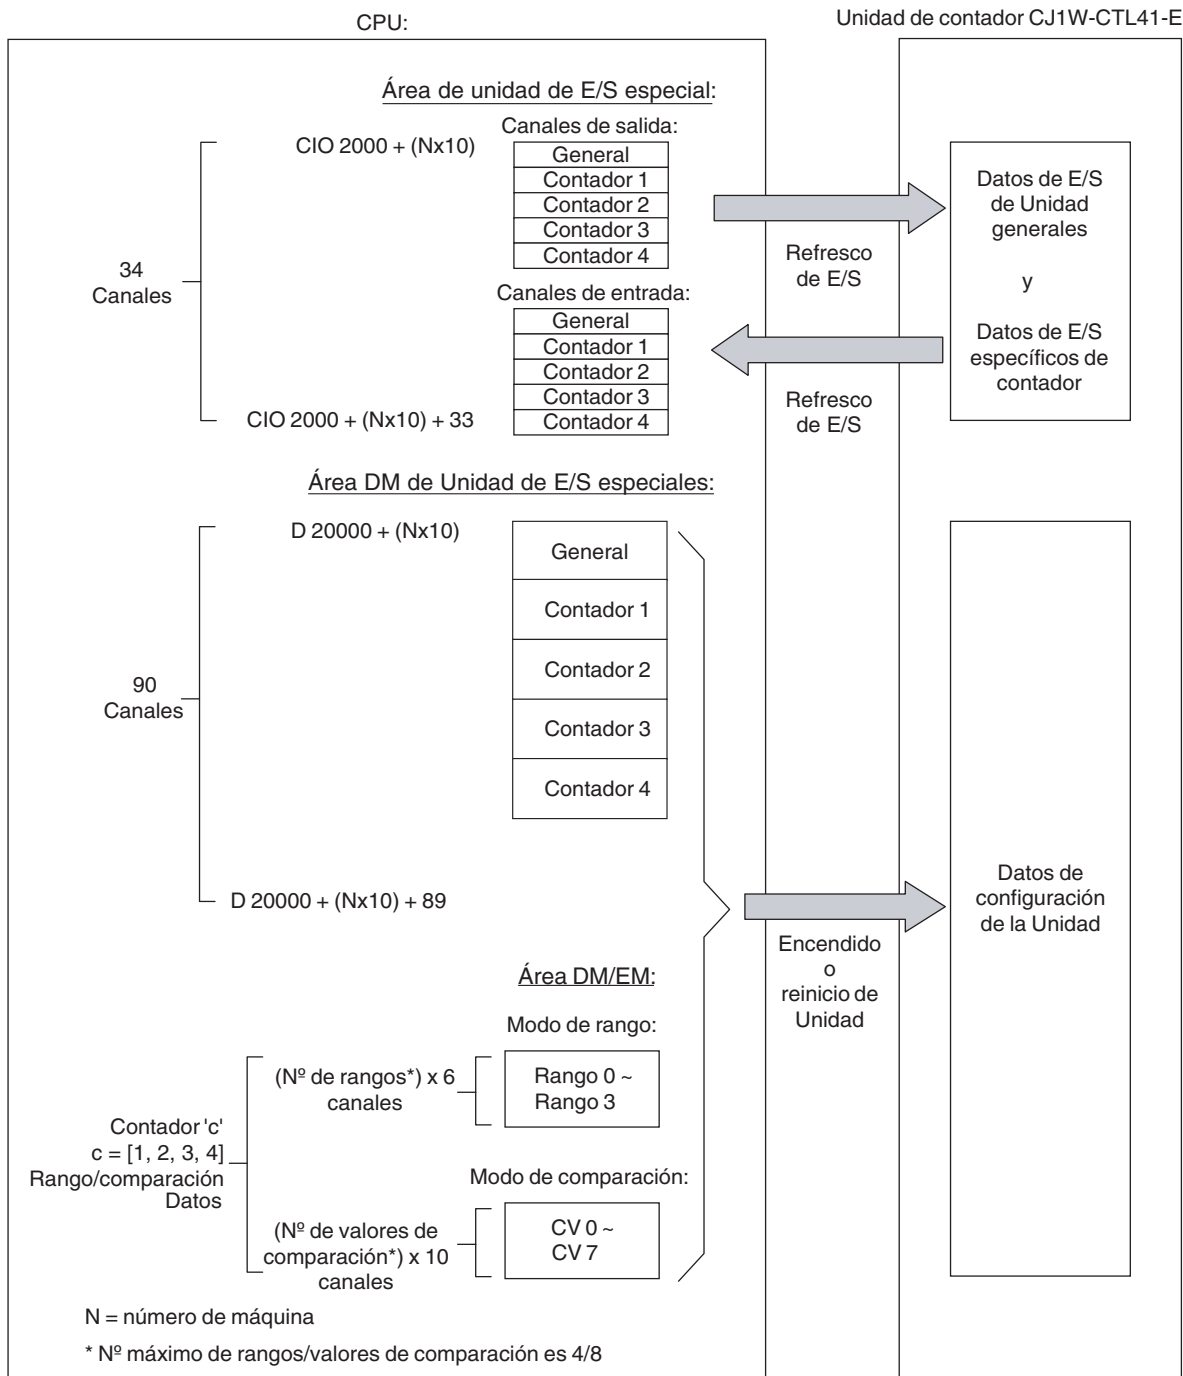 CPU:
Unidad de contador CJ1W-CTL41-E
Área de unidad de E/S especial:
CIO 2000 + (Nx10)
Canales de salida:
General
Contador 1
Contador 2
Contador 3
Contador 4
34
Canales
Canales de entrada:
General
Contador 1
Contador 2
Contador 3
Contador 4
CIO 2000 + (Nx10) + 33
Refresco
de E/S
Refresco
de E/S
Datos de E/S
de Unidad
generales
y
Datos de E/S
específicos de
contador
Área DM de Unidad de E/S especiales:
D 20000 + (Nx10)
General
Contador 1
Contador 2
Contador 3
Contador 4
90
Canales
D 20000 + (Nx10) + 89
Encendido
o
reinicio de
Unidad
Datos de
configuración
de la Unidad
Área DM/EM:
Modo de rango:
(Nº de rangos*) x 6
canales
Rango 0 ~
Rango 3
Contador 'c'
c = [1, 2, 3, 4]
Rango/comparación
Datos
Modo de comparación:
(Nº de valores de
comparación*) x 10
canales
CV 0 ~
CV 7
N = número de máquina
* Nº máximo de rangos/valores de comparación es 4/8